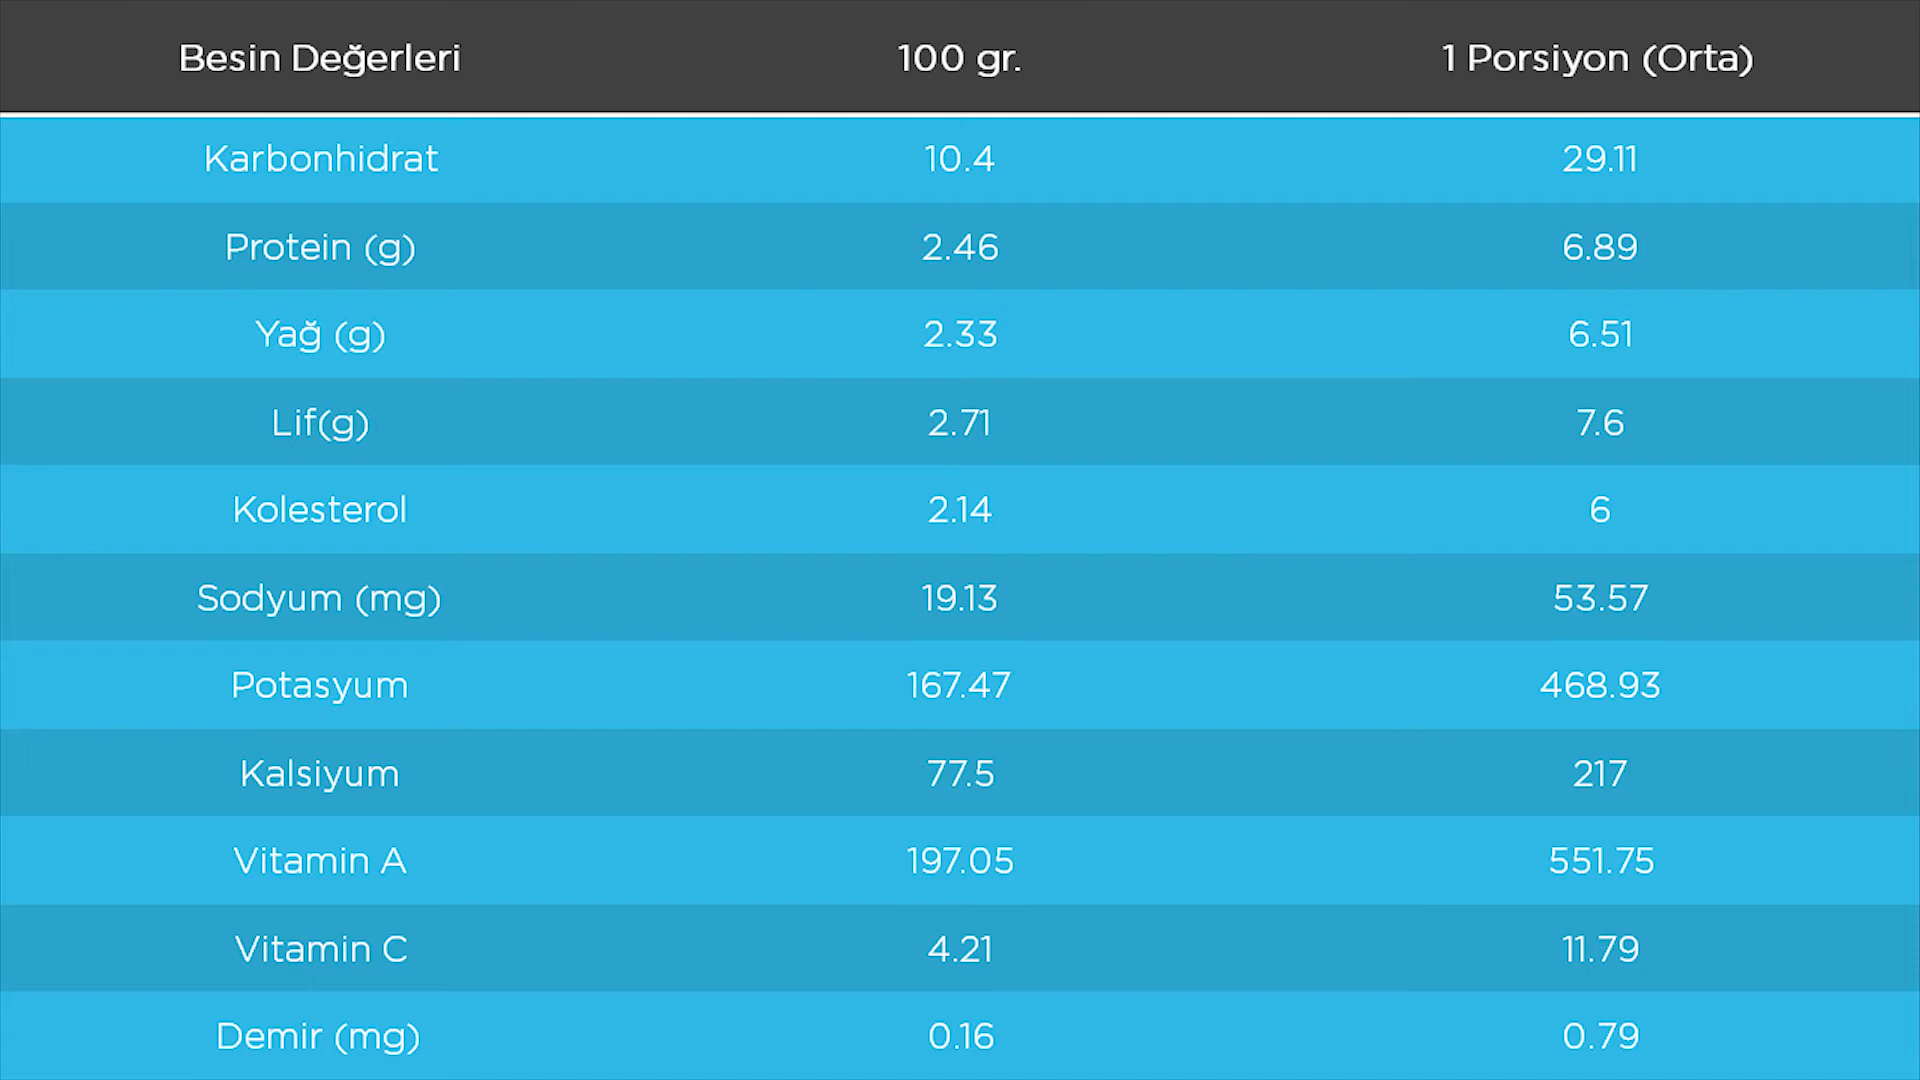 Besin Değerleri 100 gr. 1 Porsiyon (Orta)
Karbonhidrat 10.4 29.11
Protein (g) 2.46 6.89
Yağ (g) 2.33 6.51
Lif(g) 2.71 7.6
Kolesterol 2.14 6
Sodyum (mg) 19.13 53.57
Potasyum 167.47 468.93
Kalsiyum 77.5 217
Vitamin A 197.05 551.75
Vitamin C 4.21 11.79
Demir (mg) 0.16 0.79